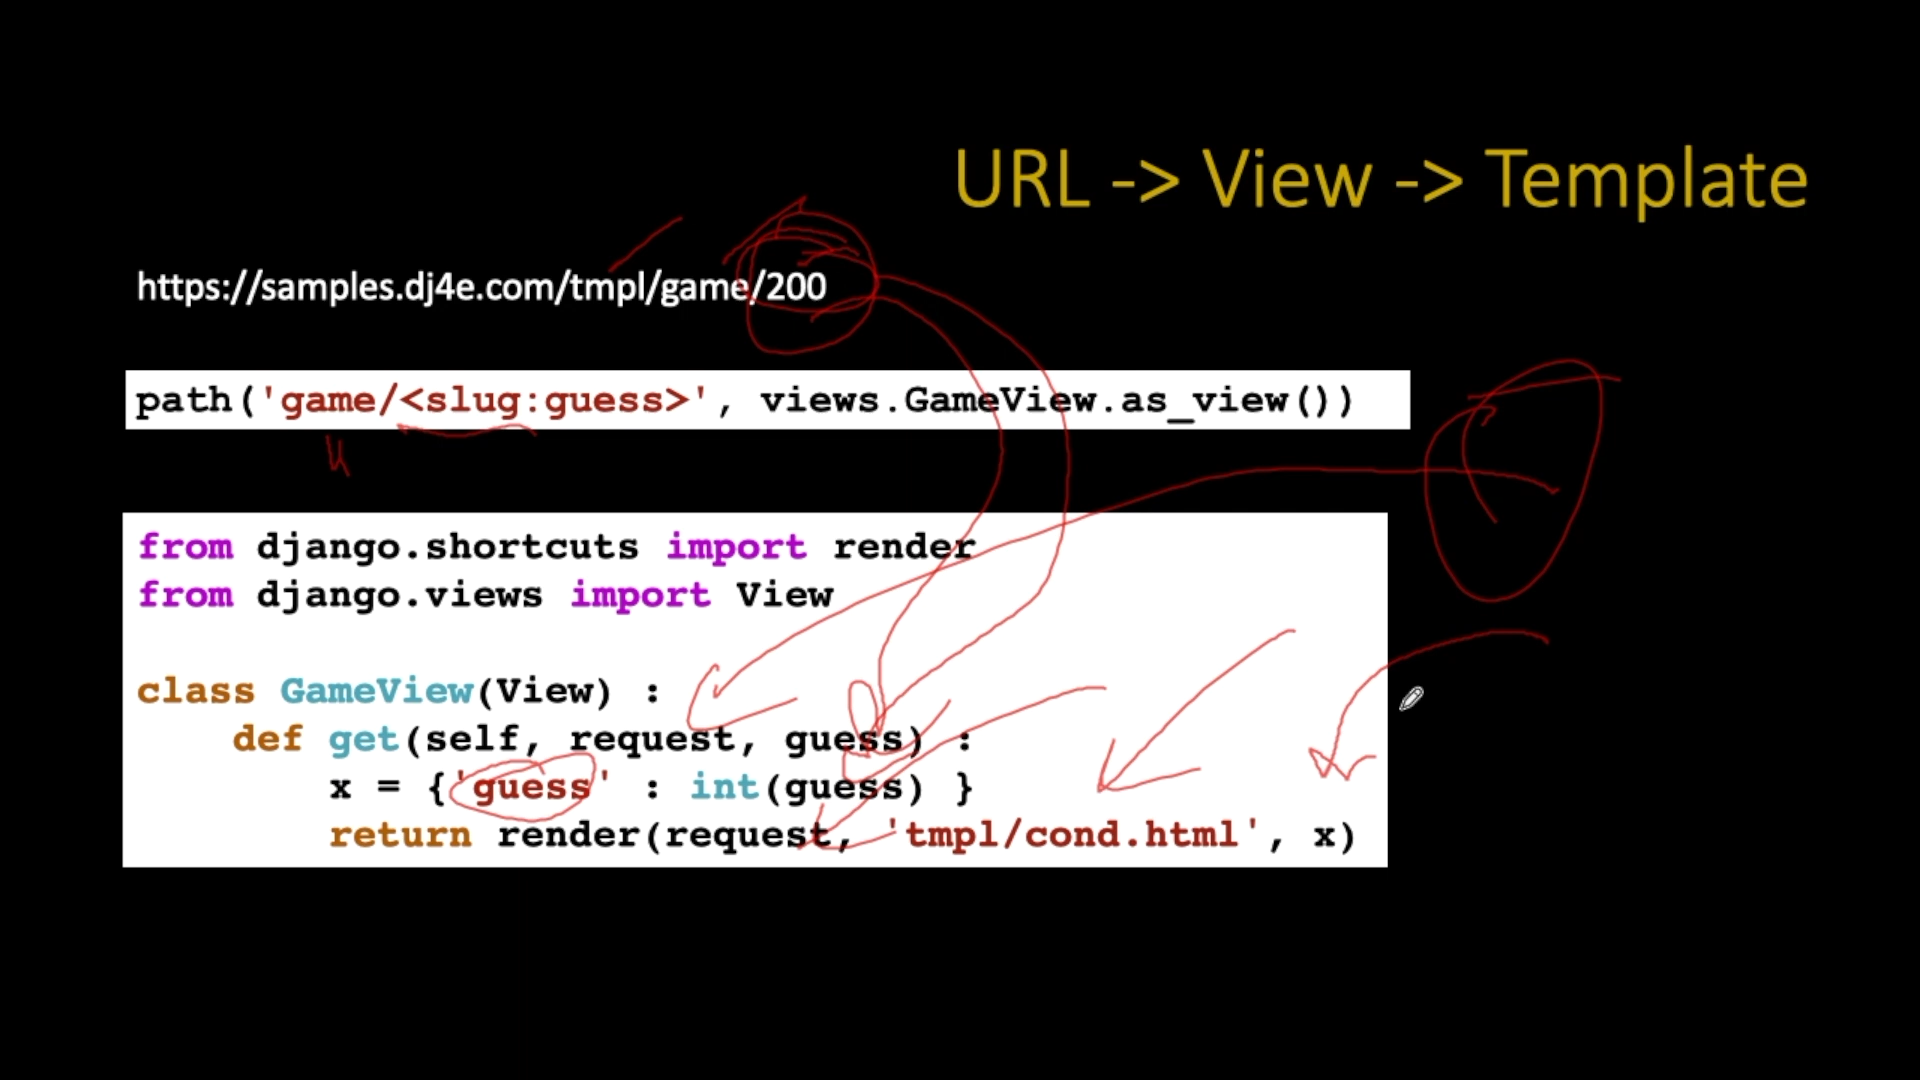 URL -> View -> Template
https://samples.dj4e.com/tmpl/game/200
path('game/<slug:guess>', views.GameView.as_view())
from django.shortcuts import render
from django.views import View
class GameView(View) :
    def get(self, request, guess) :
        x = {'guess' : int(guess) }
        return render(request, 'tmpl/cond.html', x)